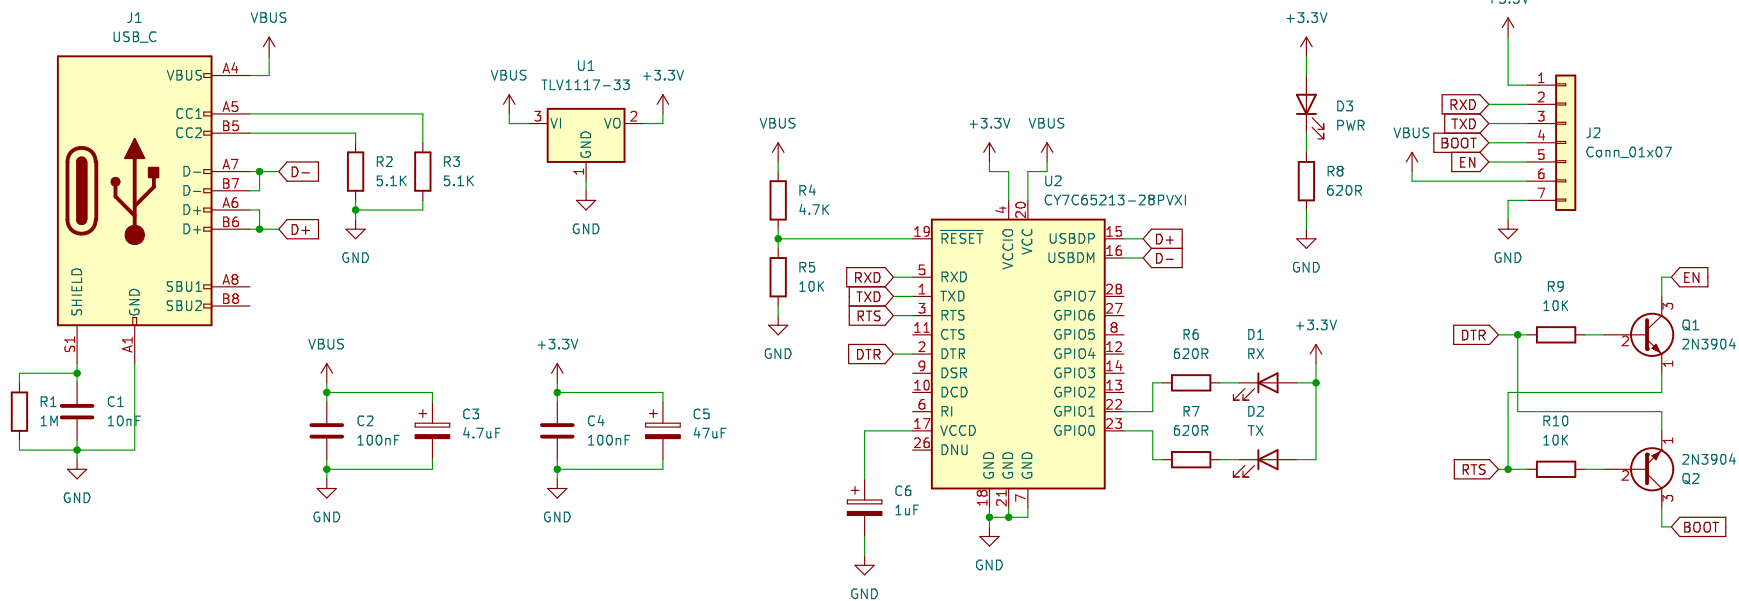 J1
USB_C
VBUS
VBUS
A4
CC1
A5
CC2
B5
D-
A7
D-
D-
B7
D+
A6
D+
B6
D+
SBU1
A8
SBU2
B8
SHIELD
GND
S1
A1
R2
5.1K
R3
5.1K
GND
R1
1M
C1
10nF
GND
U1
TLV1117-33
VBUS
+3.3V
3
VI
VO
2
GND
1
GND
VBUS
C2
100nF
+
C3
4.7uF
GND
+3.3V
C4
100nF
+
C5
47uF
GND
VBUS
R4
4.7K
R5
10K
GND
+3.3V
VBUS
U2
CY7C65213-28PVXI
4
20
VCCIO
VCC
19
RESET
RXD
5
RXD
TXD
1
TXD
RTS
3
RTS
11
CTS
DTR
2
DTR
9
DSR
10
DCD
6
RI
17
VCCD
26
DNU
USBDP
15
D+
USBDM
16
D-
GPIO7
28
GPIO6
27
GPIO5
8
GPIO4
12
GPIO3
14
GPIO2
13
GPIO1
22
GPIO0
23
GND
GND
GND
18
21
7
GND
+
C6
1uF
GND
R6
620R
D1
RX
R7
620R
D2
TX
+3.3V
+3.3V
D3
PWR
R8
620R
GND
+3.3V
1
RXD
2
TXD
3
BOOT
4
EN
5
VBUS
6
7
J2
Conn_01x07
GND
EN
DTR
R9
10K
2
3
1
Q1
2N3904
RTS
R10
10K
2
1
3
2N3904
Q2
BOOT